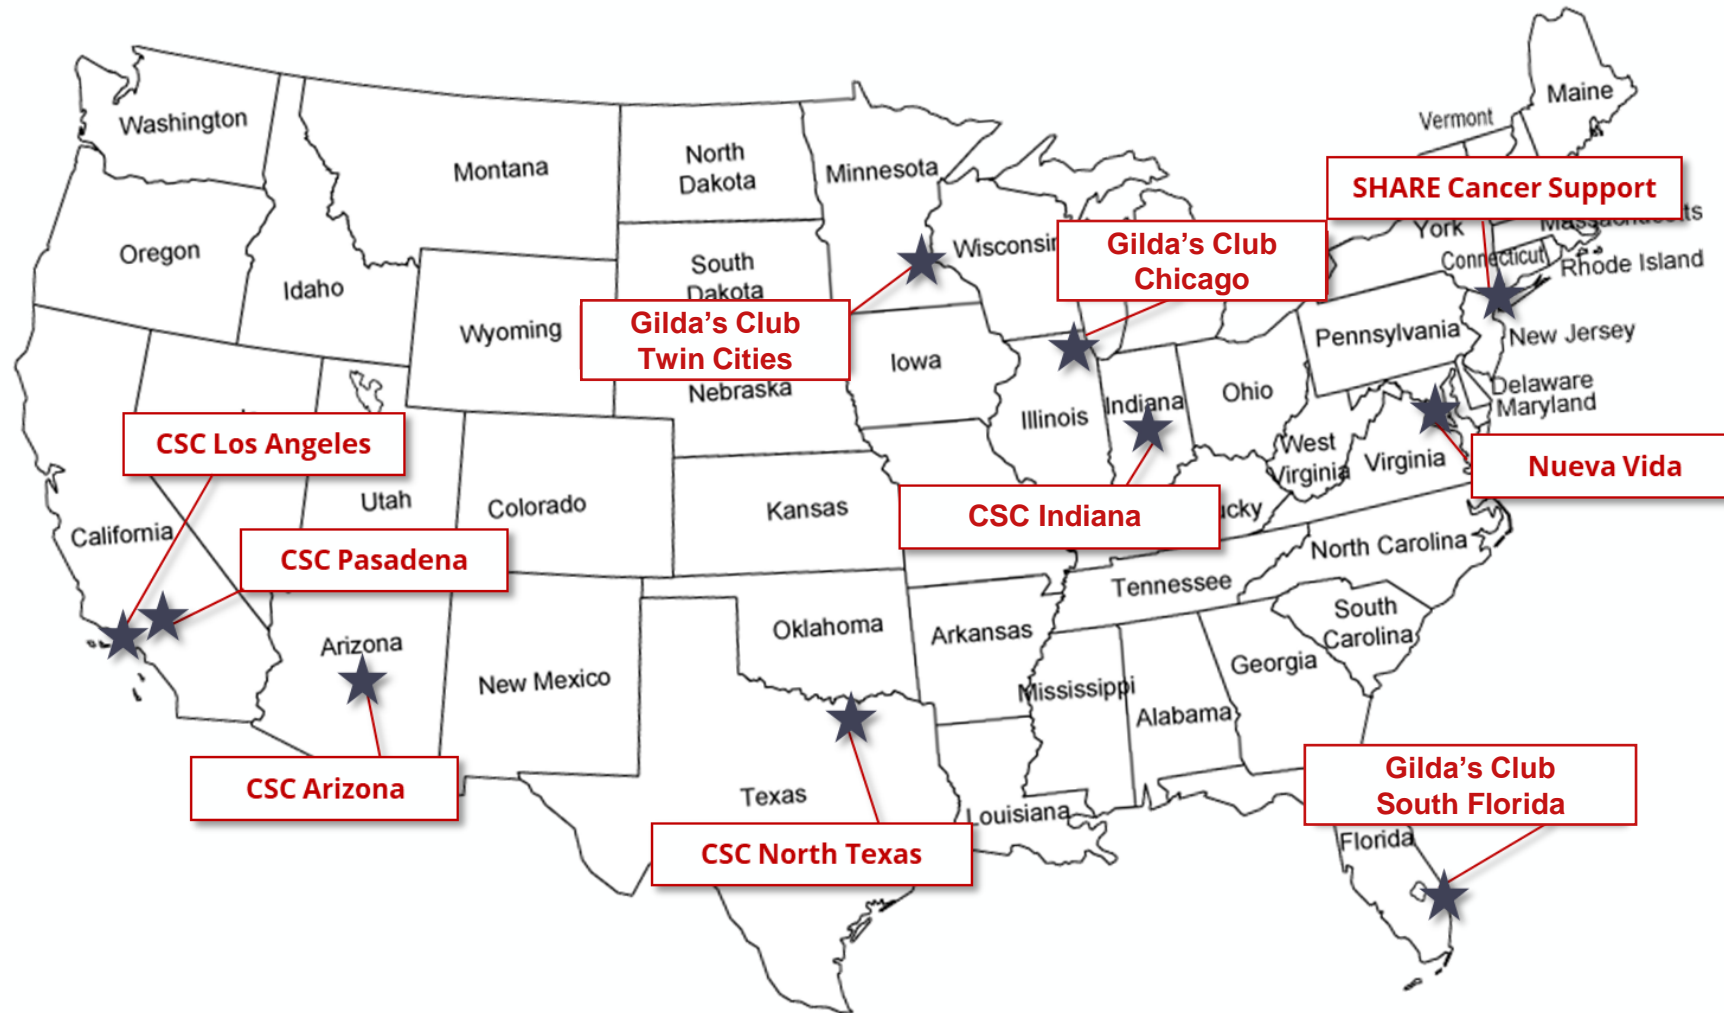 Maine
Vermont
Washington
Montana
North
Dakota
Minnesota
SHARE Cancer Support
York
Oregon
Idaho
South
Dakota
Wisconsin
Gilda's Club
Chicago
Connecticut
Rhode Island
Wyoming
Gilda's Club
Twin Cities
Iowa
Pennsylvania
New Jersey
Nebraska
Illinois
Indiana
Ohio
Delaware
Maryland
CSC Los Angeles
West
Virginia
Virginia
Nueva Vida
Utah
Colorado
Kansas
CSC Indiana
ucky
California
CSC Pasadena
North Carolina
Tennessee
Arizona
Oklahoma
Arkansas
South
Carolina
New Mexico
Mississippi
Alabama
Georgia
CSC Arizona
Texas
Louisiana
Gilda's Club
South Florida
CSC North Texas
Florida